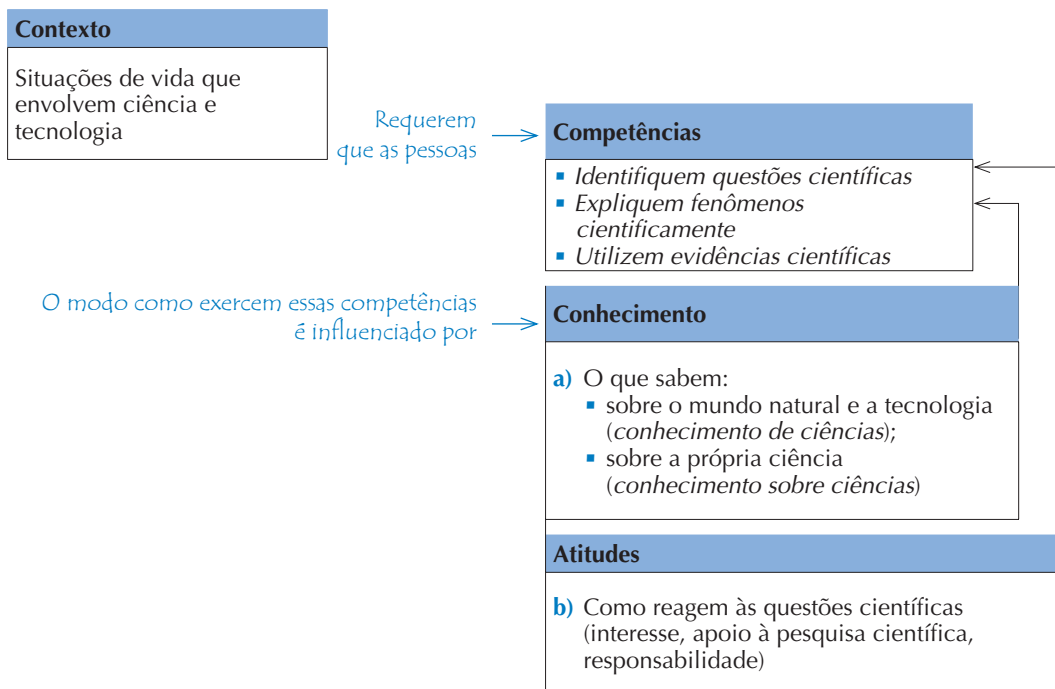 Contexto
Situações de vida que
envolvem ciência e
tecnologia
Requerem
que as pessoas
Competências
▪ Identifiquem questões científicas
▪ Expliquem fenômenos
cientificamente
▪ Utilizem evidências científicas
O modo como exercem essas competências
é influenciado por
Conhecimento
a) O que sabem:
▪ sobre o mundo natural e a tecnologia
(conhecimento de ciências);
▪ sobre a própria ciência
(conhecimento sobre ciências)
Atitudes
b) Como reagem às questões científicas
(interesse, apoio à pesquisa científica,
responsabilidade)